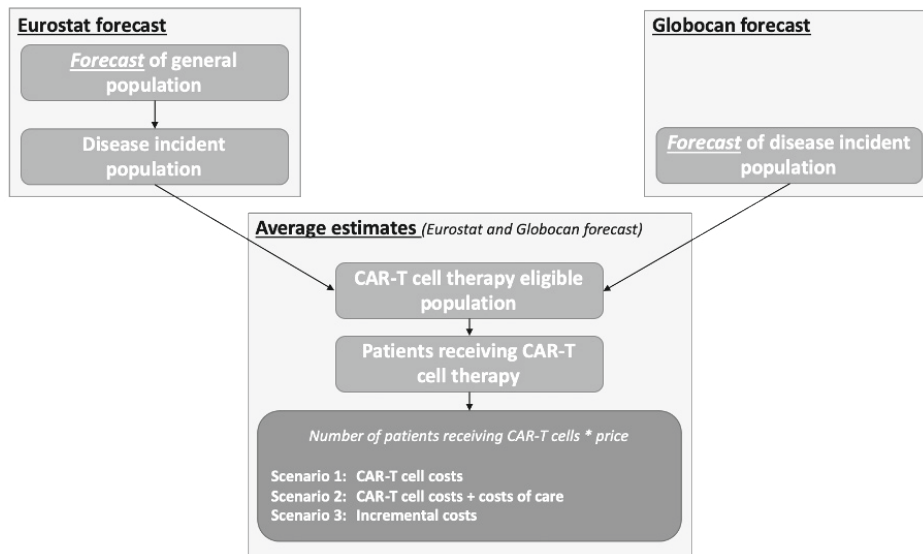 Eurostat forecast
Forecast of general
population
Disease incident
population
Globocan forecast
Forecast of disease incident
population
Average estimates (Eurostat and Globocan forecast)
CAR-T cell therapy eligible
population
Patients receiving CAR-T
cell therapy
Number of patients receiving CAR-T cells * price
Scenario 1: CAR-T cell costs
Scenario 2: CAR-T cell costs + costs of care
Scenario 3: Incremental costs